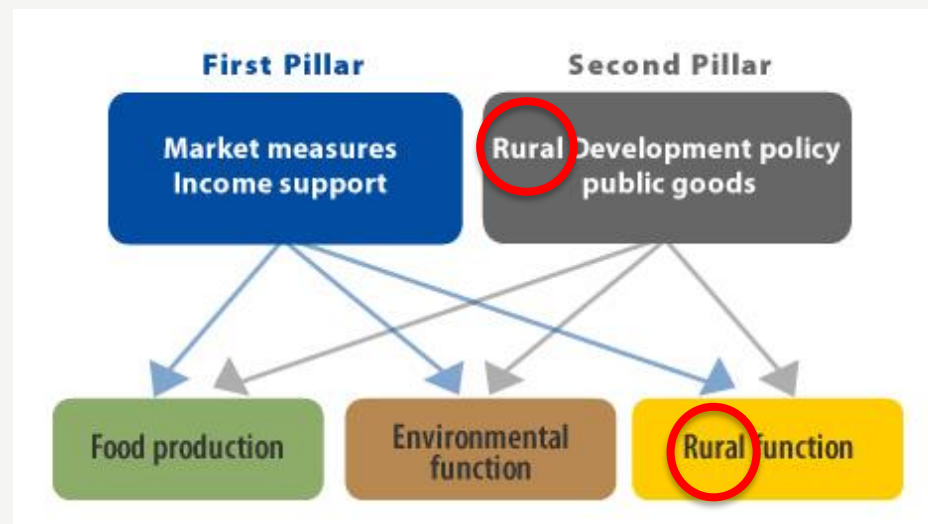 First Pillar
Second Pillar
Market measures
Income support
Rural Development policy
public goods
Food production
Environmental
function
Rural function